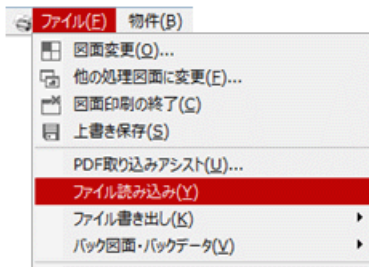 ファイル(F) 物件(B)
図面変更(O)...
他の処理図面に変更(F)...
図面印刷の終了(C)
上書き保存(S)
PDF取り込みアシスト(U)...
ファイル読み込み(Y)
ファイル書き出し(K)
バック図面・バックデータ(V)